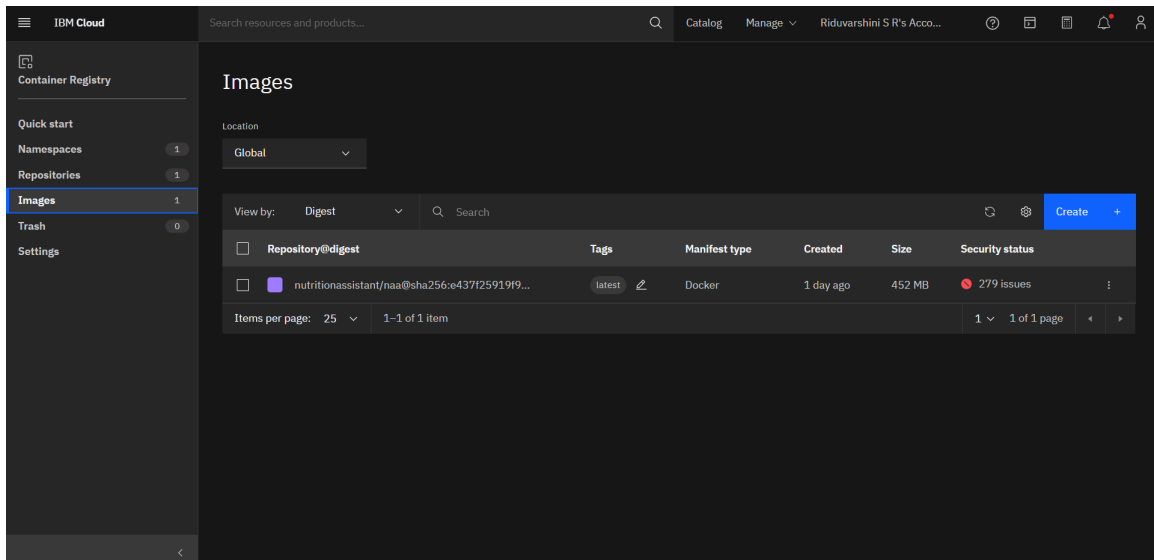 IBM Cloud
Search resources and products...
Catalog
Manage
Riduvarshini S R's Acco...
Container Registry
Quick start
Namespaces 1
Repositories 1
Images 1
Trash 0
Settings
Images
Location
Global
View by: Digest
Search
Create +
Repository@digest Tags Manifest type Created Size Security status
nutritionassistant/naa@sha256:e437f25919f9... latest Docker 1 day ago 452 MB 279 issues
Items per page: 25 1–1 of 1 item 1 1 of 1 page